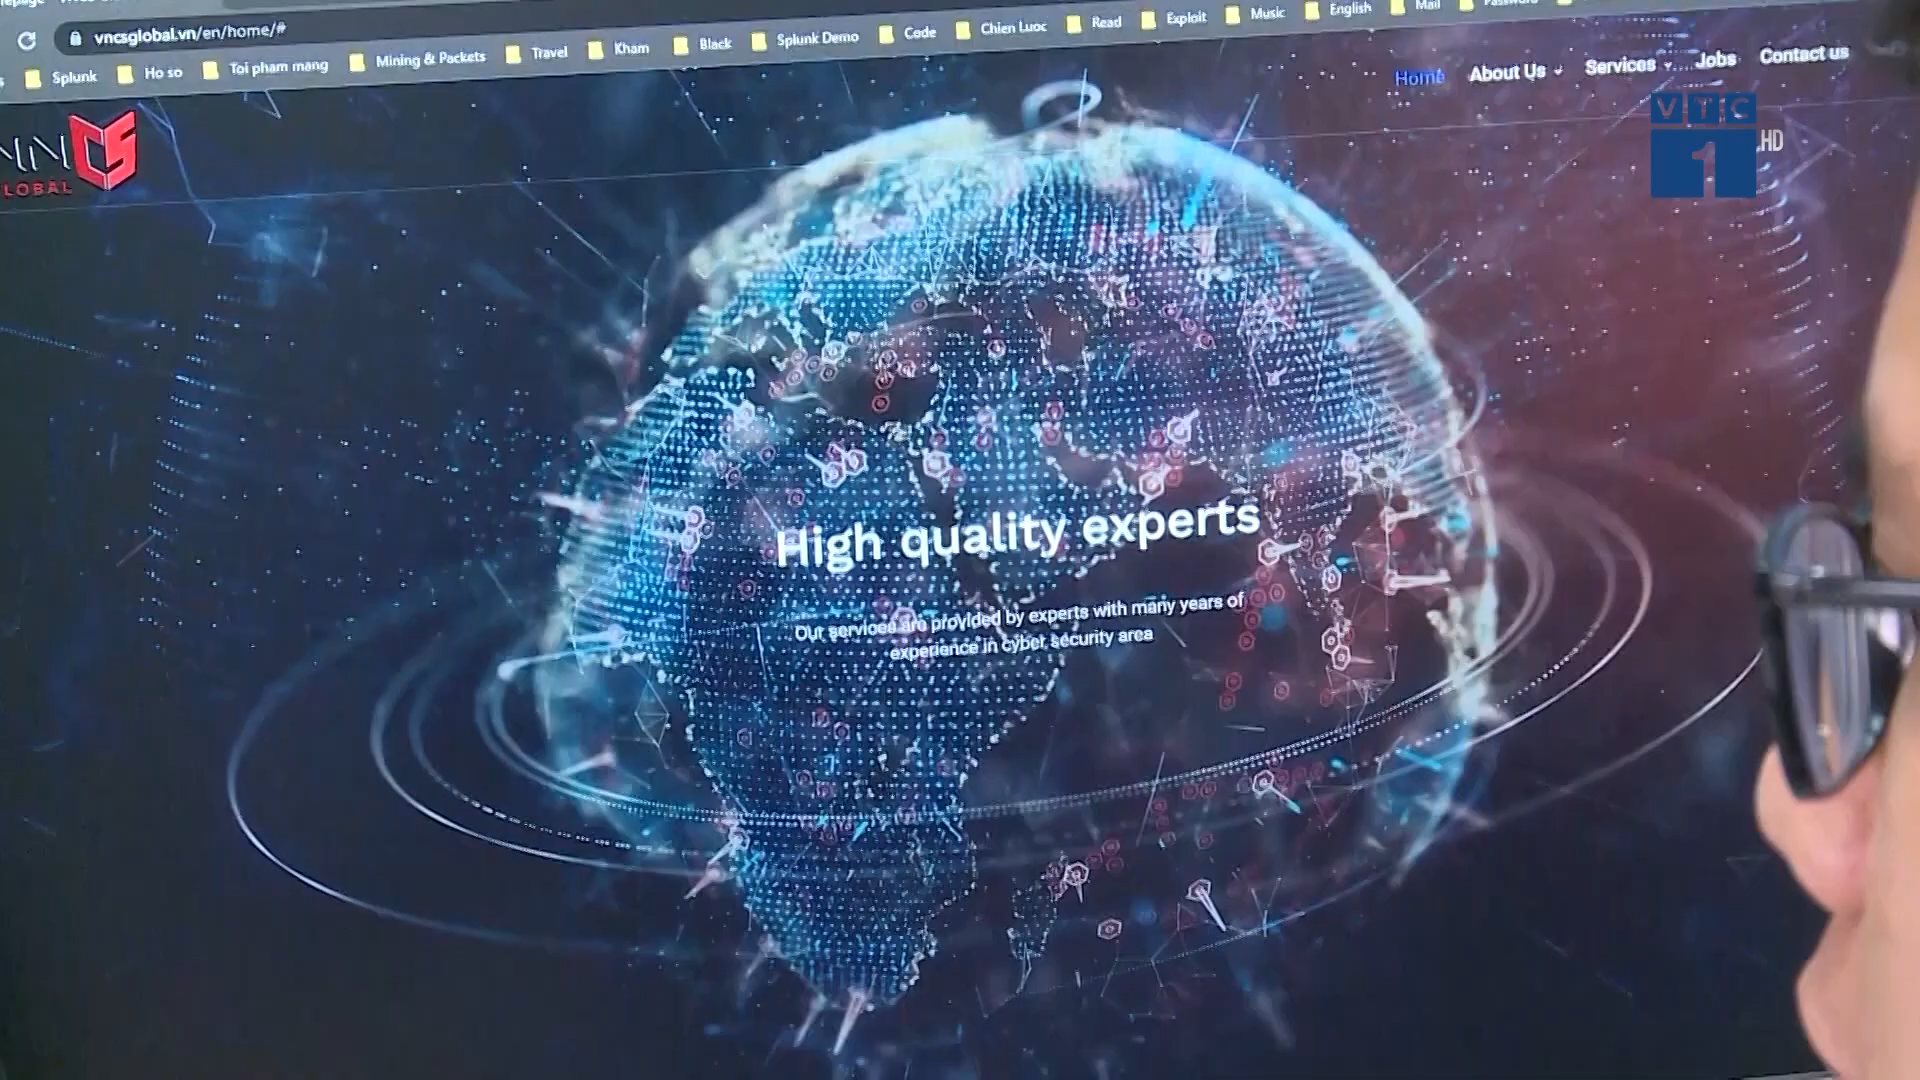 vncsglobal.vn/en/home/#
Splunk Ho so Toi pham mang Mining & Packets Travel Kham Black Splunk Demo Code Chien Luoc Read Exploit Music English Mail
Home About Us Services Jobs Contact us
VTC
1 HD
CS
High quality experts
Our services are provided by experts with many years of
experience in cyber security area